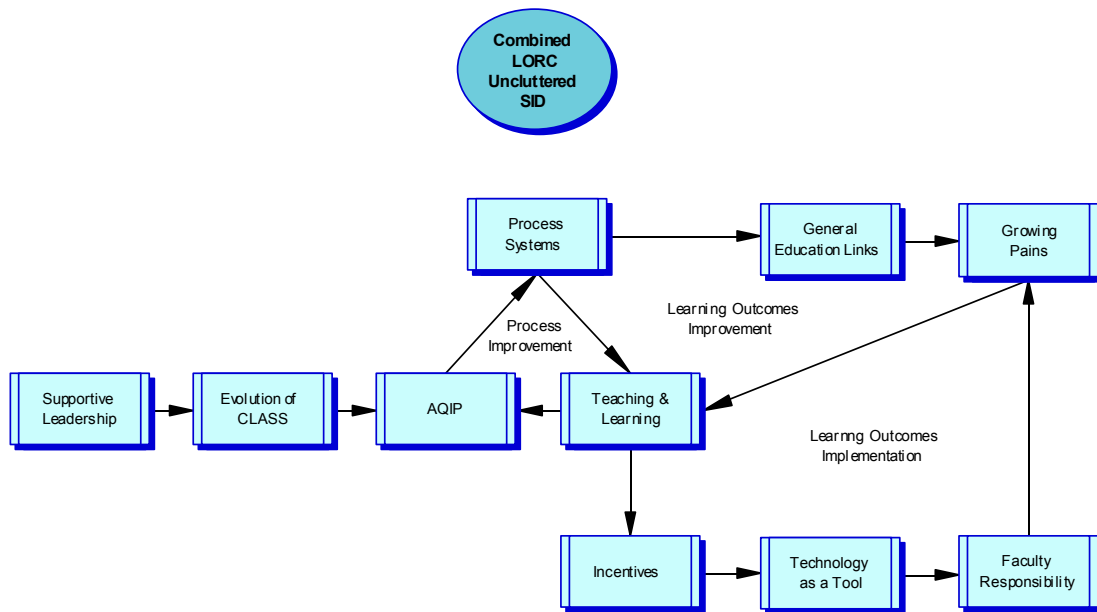 Combined
LORC
Uncluttered
SID
Process
Systems
General
Education Links
Growing
Pains
Learning Outcomes
Improvement
Process
Improvement
Supportive
Leadership
Evolution of
CLASS
AQIP
Teaching &
Learning
Learnng Outcomes
Implementation
Incentives
Technology
as a Tool
Faculty
Responsibility